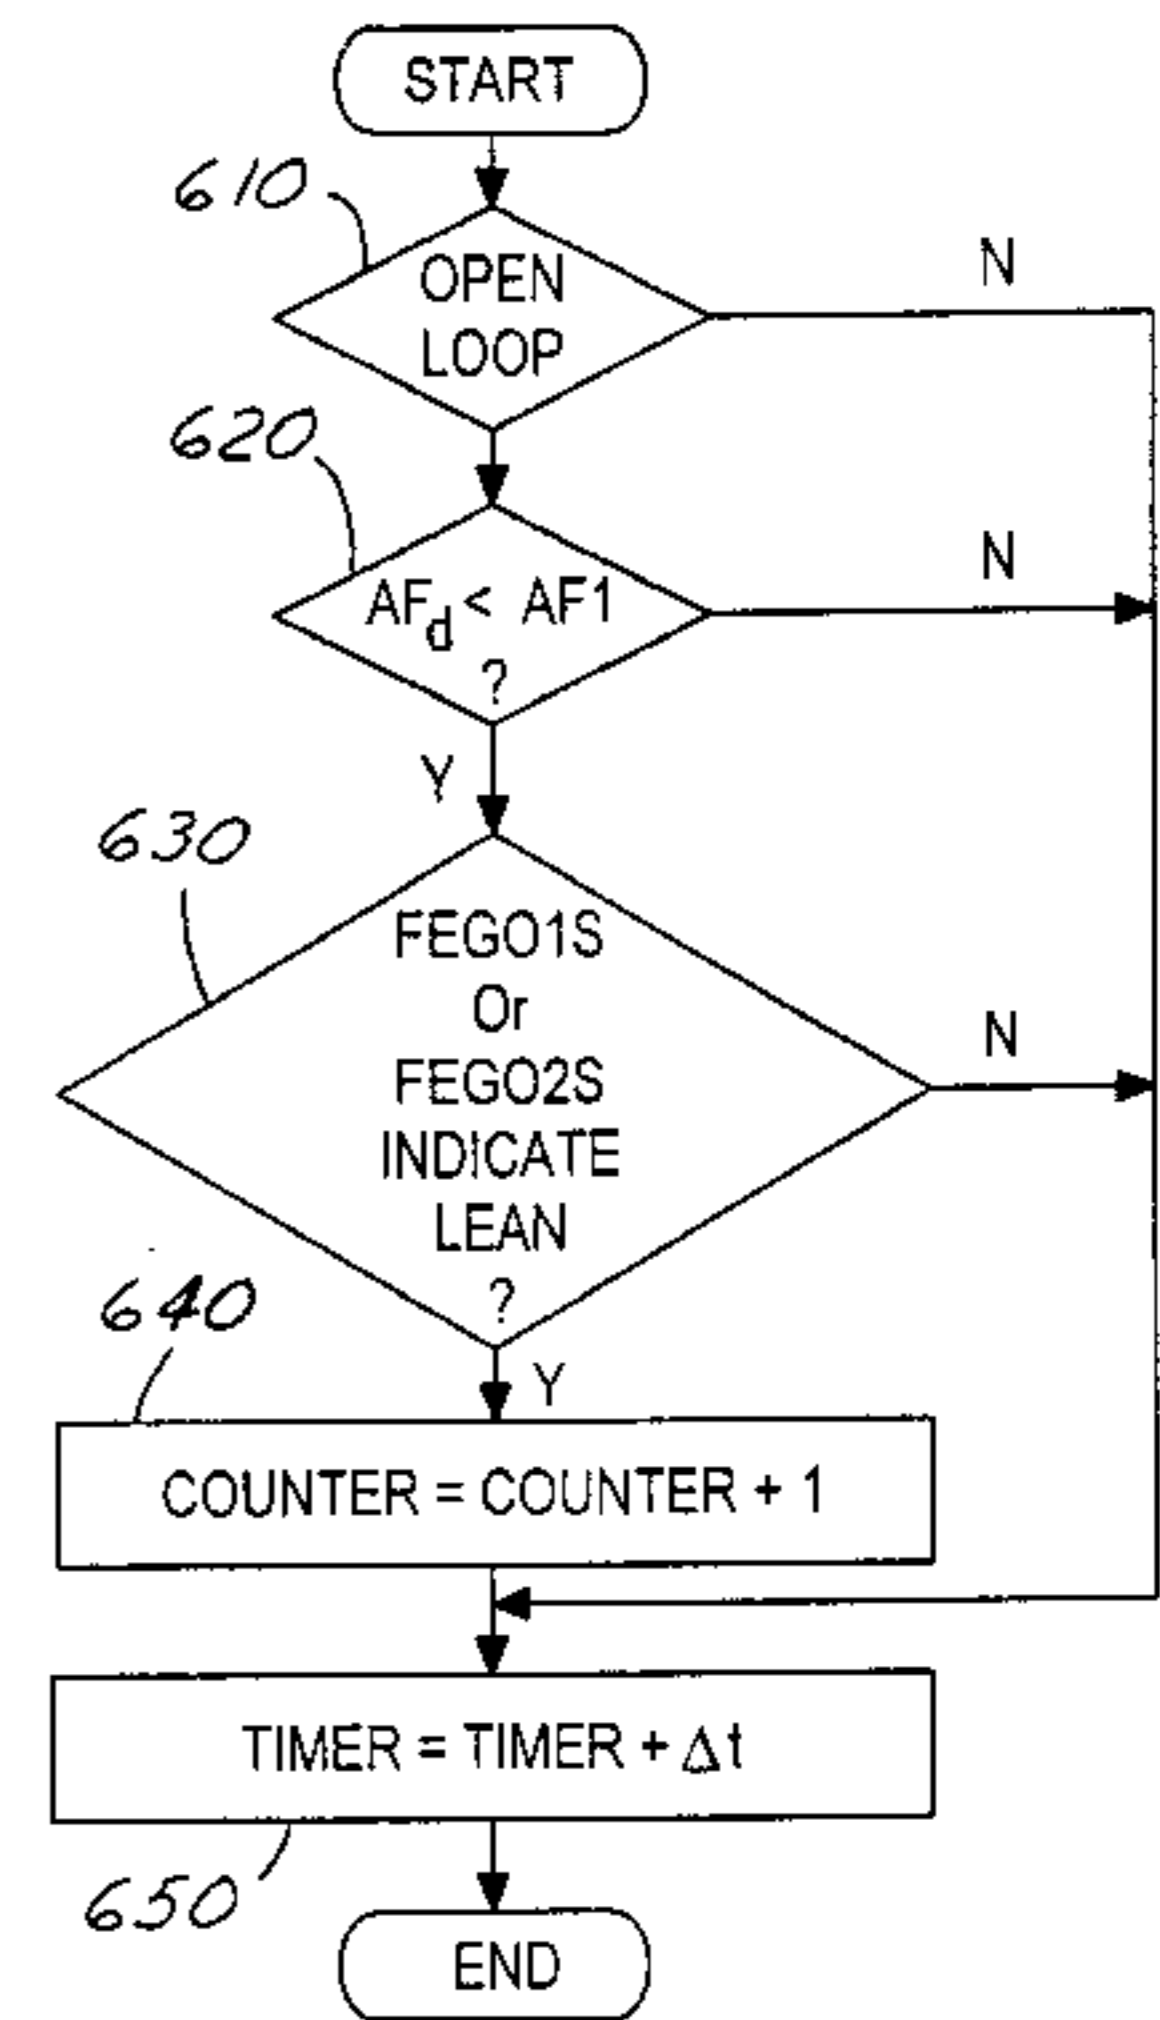 START
610
OPEN
LOOP
N
620
AFd < AF1
?
N
Y
630
FEGO1S
Or
FEGO2S
INDICATE
LEAN
?
N
Y
640
COUNTER = COUNTER + 1
TIMER = TIMER + Δt
650
END